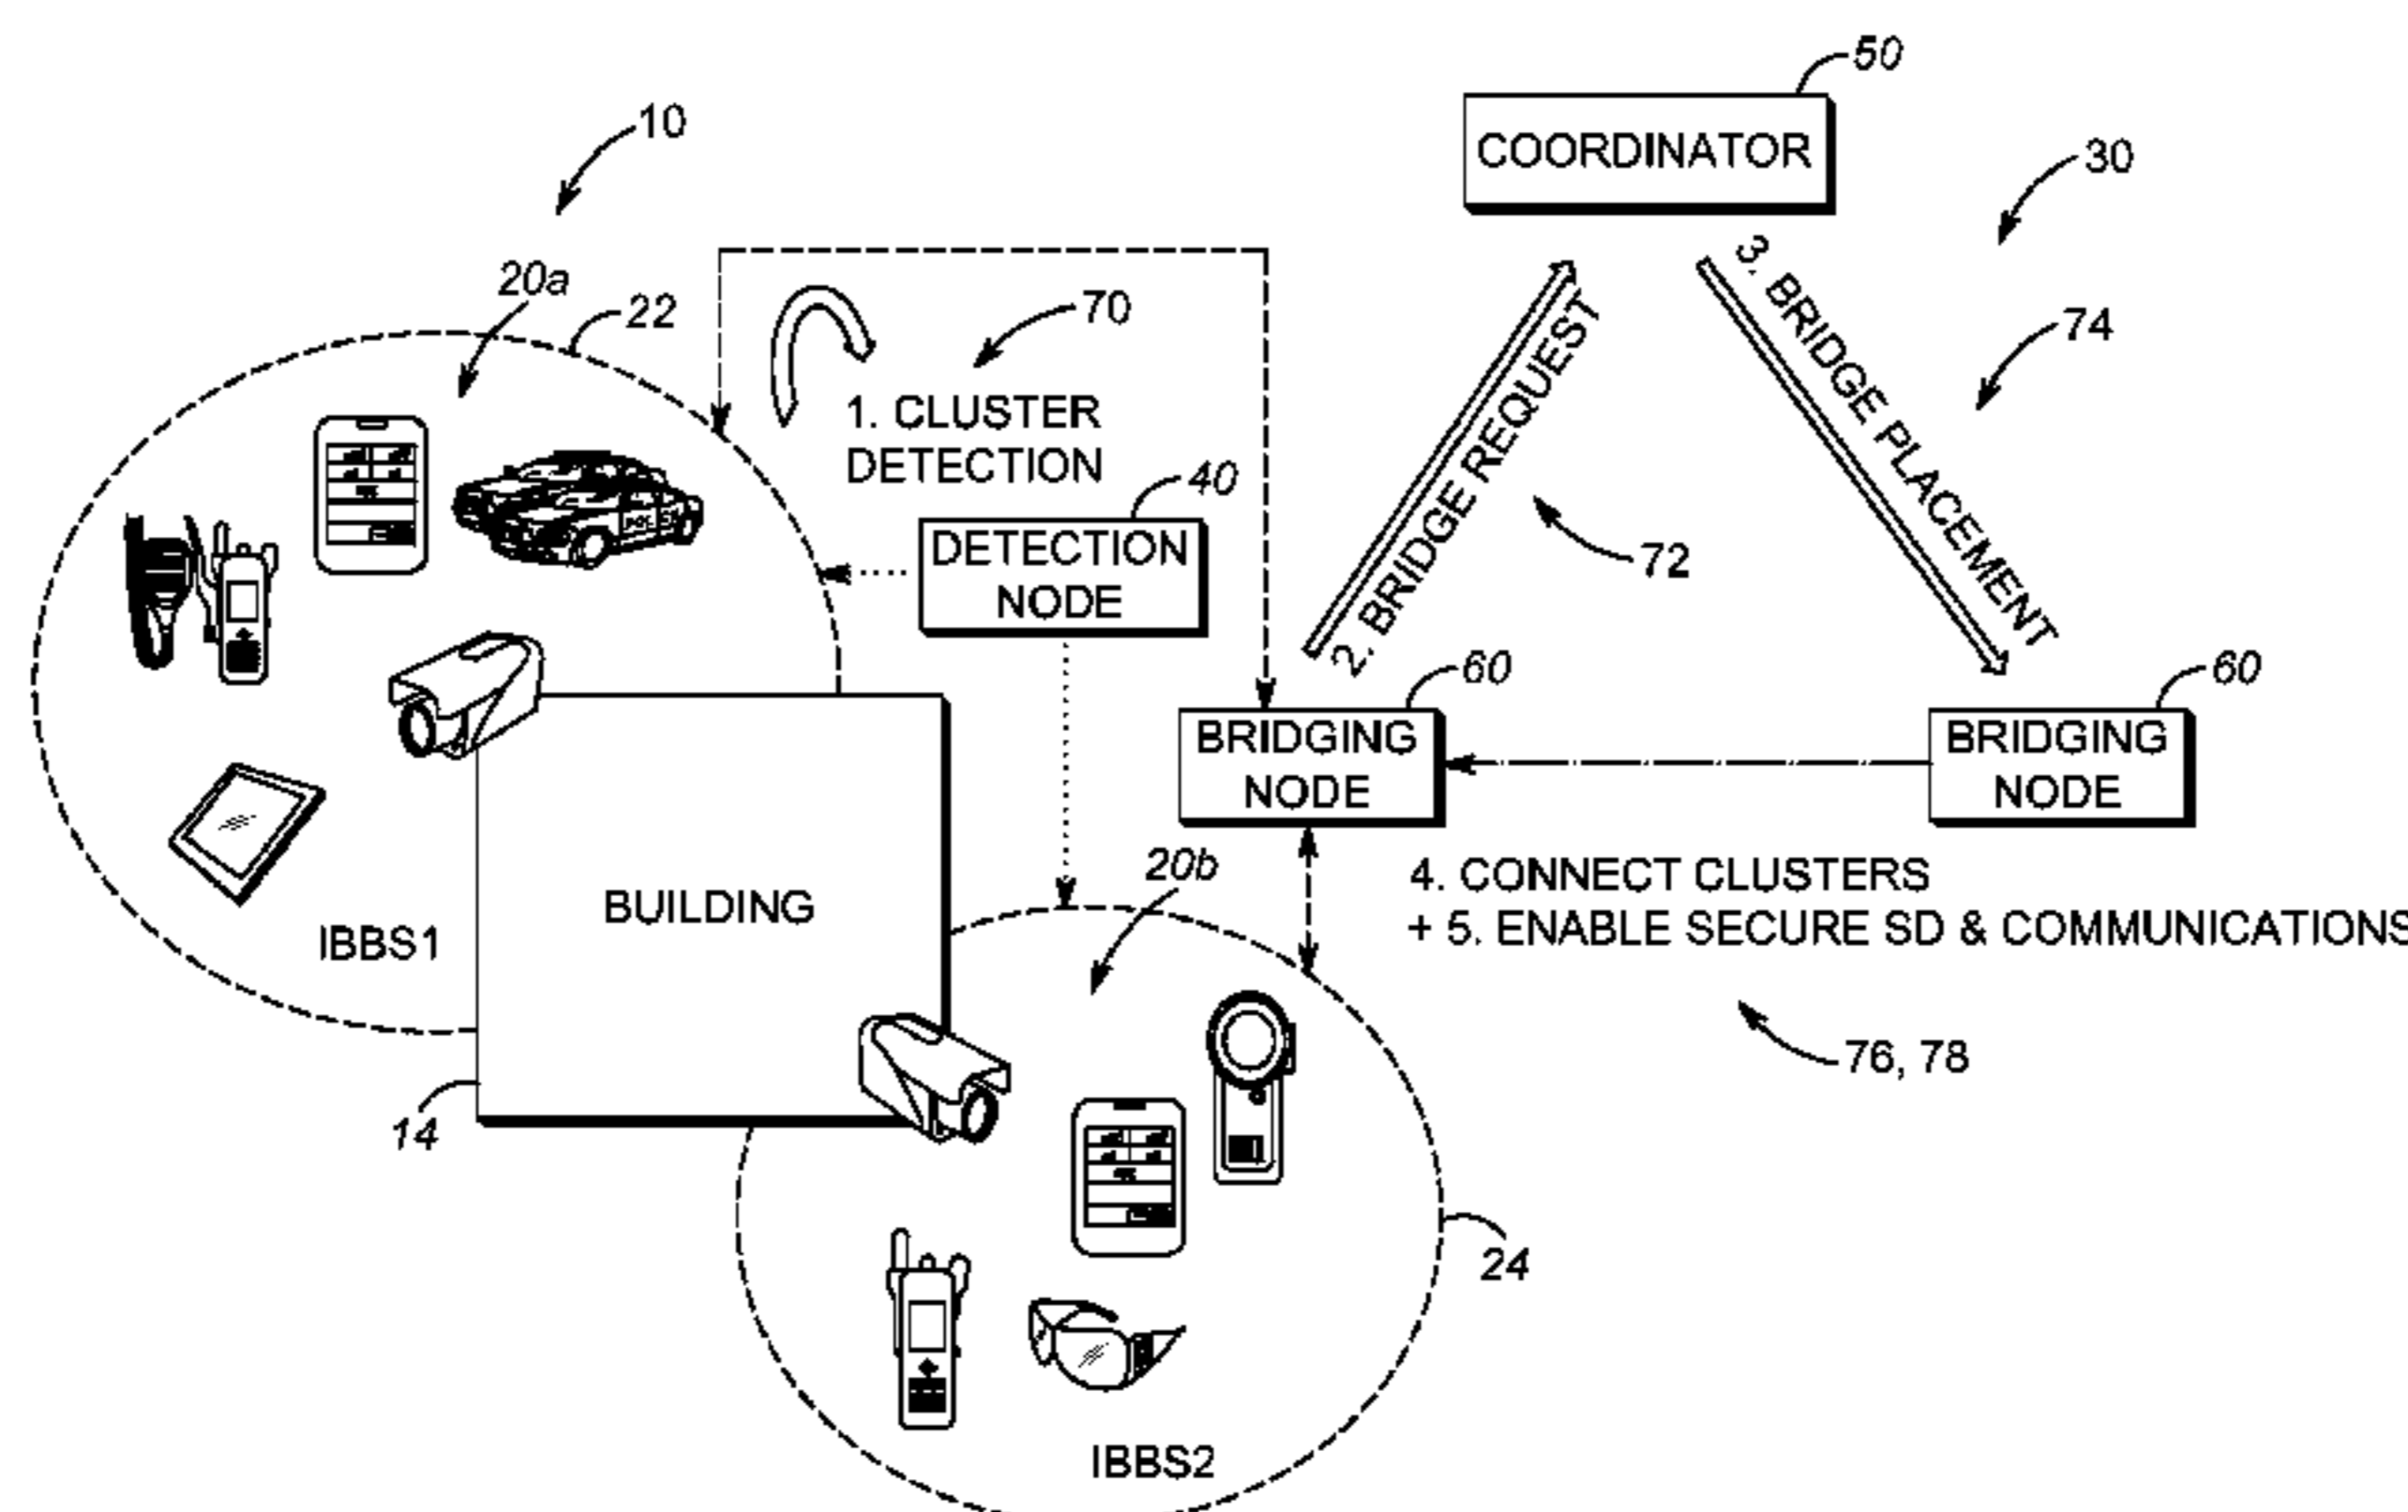 50
10
COORDINATOR
30
20a
22
70
3. BRIDGE PLACEMENT
74
1. CLUSTER
DETECTION
2. BRIDGE REQUEST
40
DETECTION
NODE
72
60
60
BRIDGING
NODE
BRIDGING
NODE
20b
4. CONNECT CLUSTERS
+ 5. ENABLE SECURE SD & COMMUNICATIONS
BUILDING
IBBS1
76, 78
14
24
IBBS2